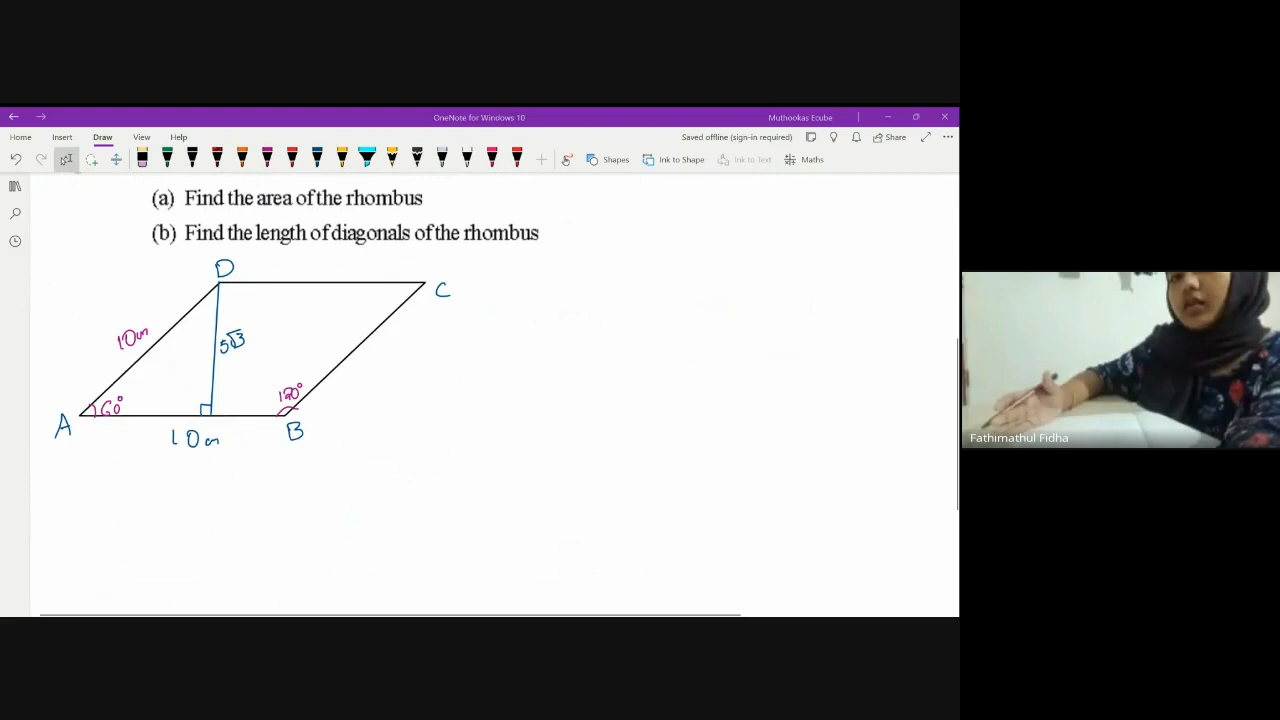 OneNote for Windows 10
Muthookas Ecube
Home Insert Draw View Help
Saved offline (sign-in required)
Share
Shapes
Ink to Shape
Ink to Text
Maths
(a) Find the area of the rhombus
(b) Find the length of diagonals of the rhombus
D
C
10cm
5√3
120°
60°
A
B
10cm
Fathimathul Fidha